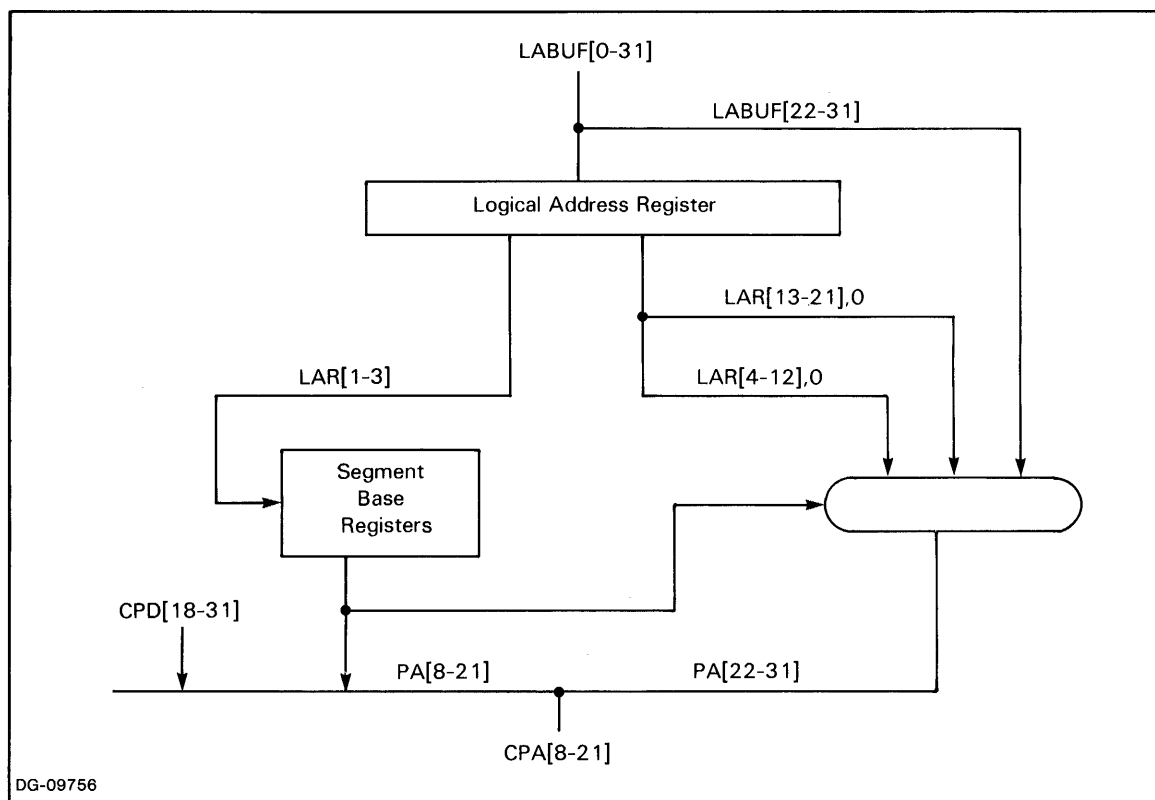 LABUF[0-31]
LABUF[22-31]
Logical Address Register
LAR[13-21],0
LAR[1-3]
LAR[4-12],0
Segment
Base
Registers
CPD[18-31]
PA[8-21]
PA[22-31]
CPA[8-21]
DG-09756